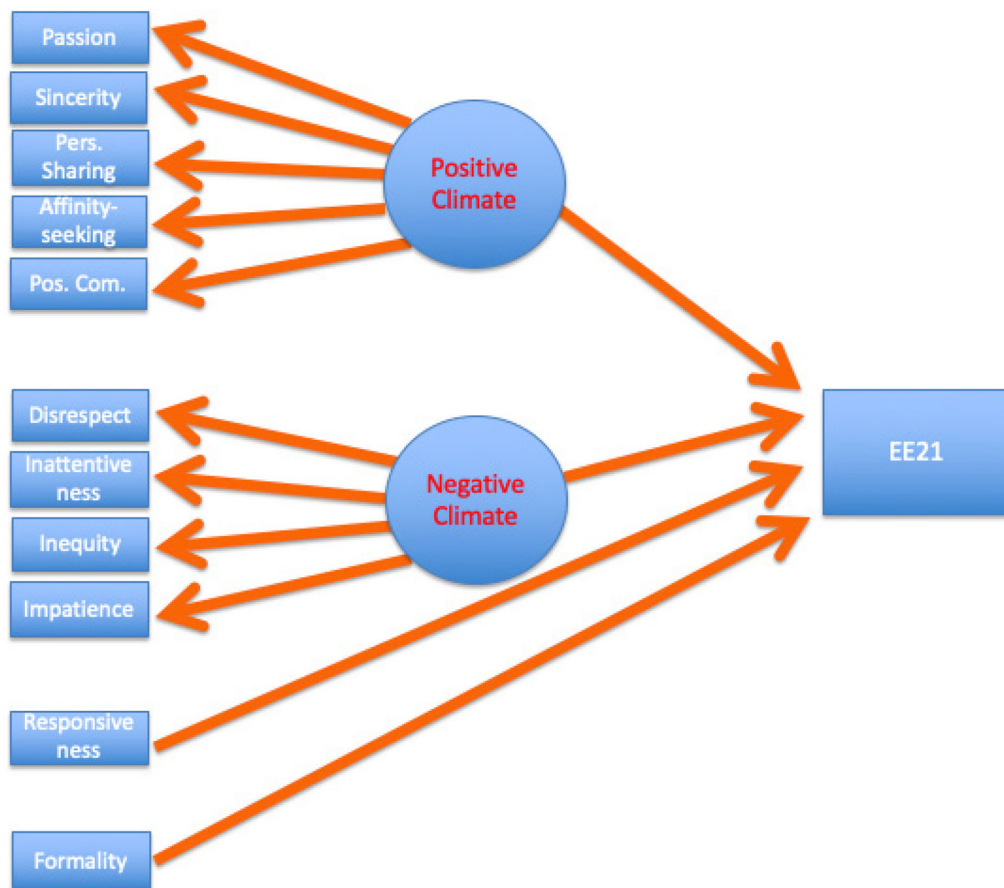 Passion
Sincerity
Pers.
Sharing
Affinity-
seeking
Pos. Com.
Positive
Climate
Disrespect
Inattentive
ness
Inequity
Impatience
Negative
Climate
EE21
Responsive
ness
Formality